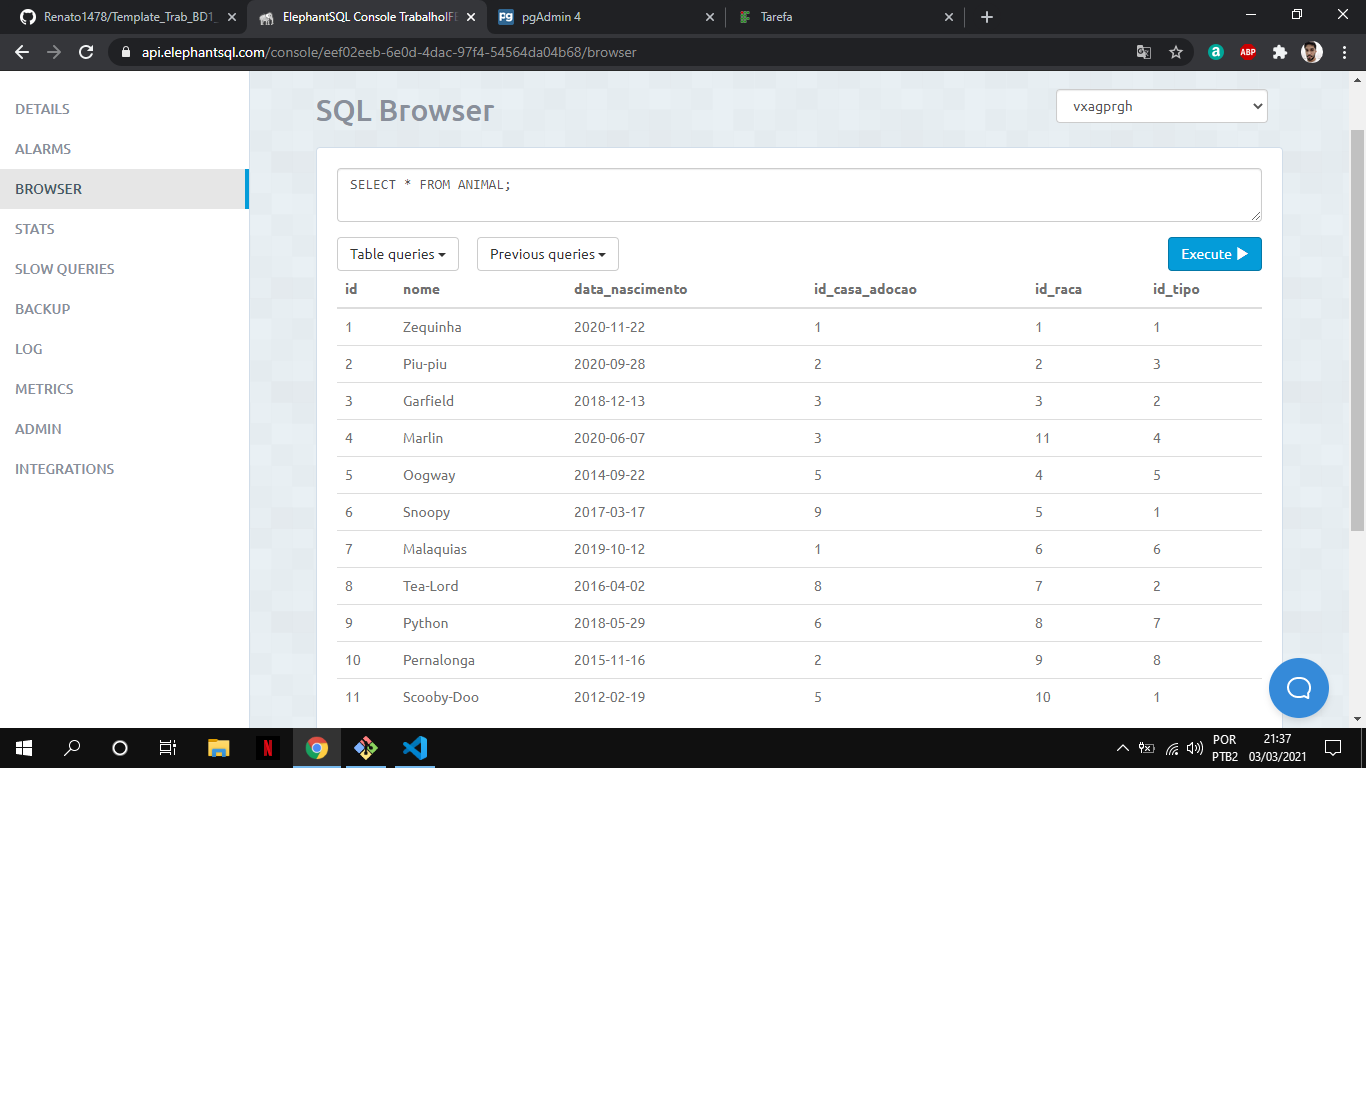 Renato1478/Template_Trab_BD1_
ElephantSQL Console TrabalhoIFE
pgAdmin 4
Tarefa
api.elephantsql.com/console/eef02eeb-6e0d-4dac-97f4-54564da04b68/browser
DETAILS
ALARMS
BROWSER
STATS
SLOW QUERIES
BACKUP
LOG
METRICS
ADMIN
INTEGRATIONS
SQL Browser
vxagprgh
SELECT * FROM ANIMAL;
Table queries
Previous queries
Execute
id nome data_nascimento id_casa_adocao id_raca id_tipo
1 Zequinha 2020-11-22 1 1 1
2 Piu-piu 2020-09-28 2 2 3
3 Garfield 2018-12-13 3 3 2
4 Marlin 2020-06-07 3 11 4
5 Oogway 2014-09-22 5 4 5
6 Snoopy 2017-03-17 9 5 1
7 Malaquias 2019-10-12 1 6 6
8 Tea-Lord 2016-04-02 8 7 2
9 Python 2018-05-29 6 8 7
10 Pernalonga 2015-11-16 2 9 8
11 Scooby-Doo 2012-02-19 5 10 1
POR
PTB2
21:37
03/03/2021